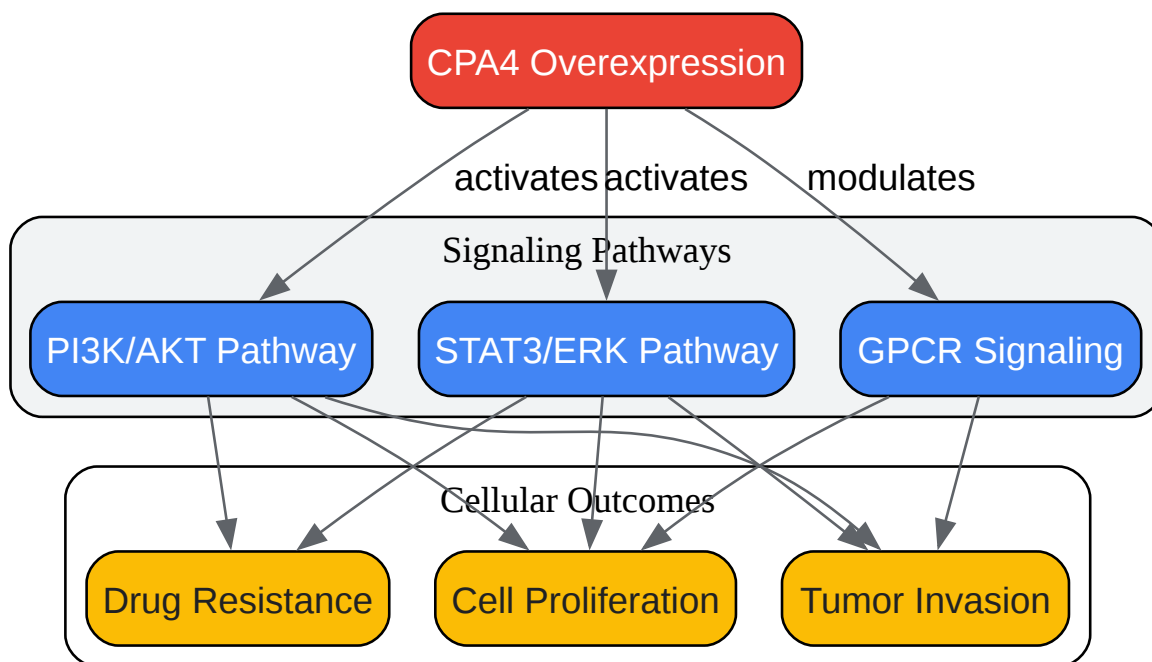 CPA4 Overexpression
activates
activates
modulates
Signaling Pathways
PI3K/AKT Pathway
STAT3/ERK Pathway
GPCR Signaling
Cellular Outcomes
Drug Resistance
Cell Proliferation
Tumor Invasion